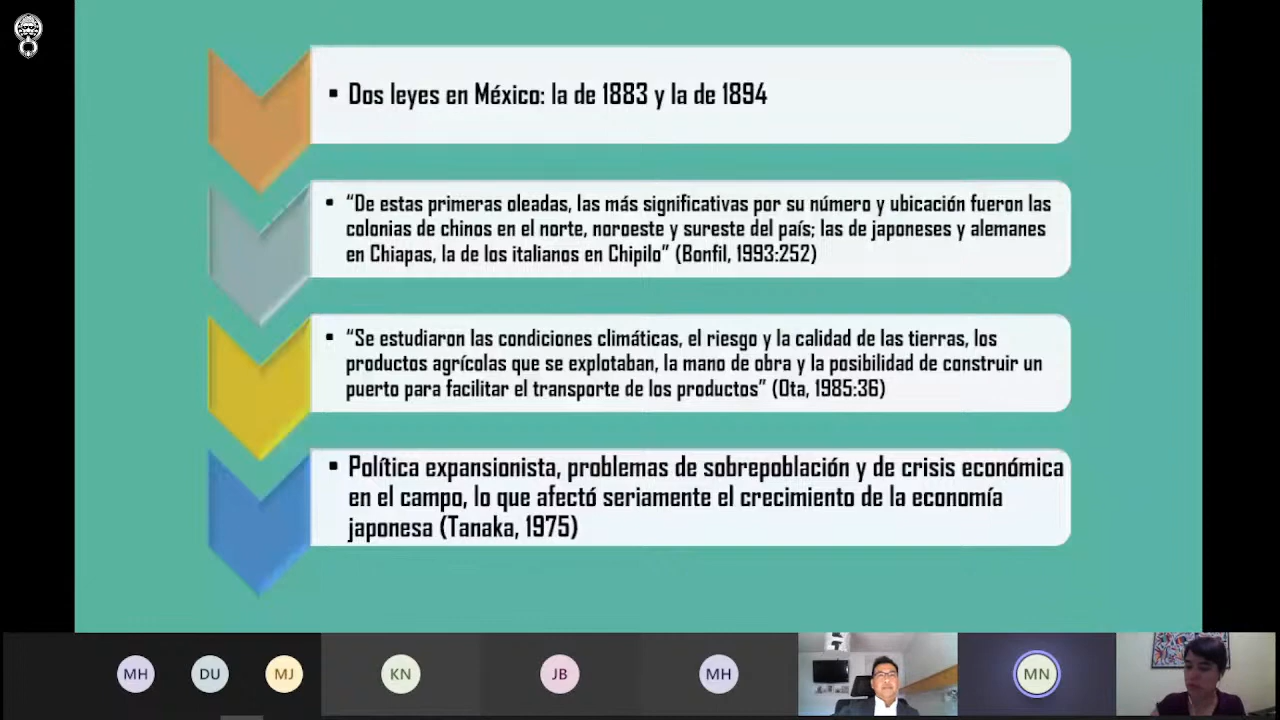 ▪ Dos leyes en México: la de 1883 y la de 1894
▪ “De estas primeras oleadas, las más significativas por su número y ubicación fueron las
colonias de chinos en el norte, noroeste y sureste del país; las de japoneses y alemanes
en Chiapas, la de los italianos en Chipilo” (Bonfil, 1993:252)
▪ “Se estudiaron las condiciones climáticas, el riesgo y la calidad de las tierras, los
productos agrícolas que se explotaban, la mano de obra y la posibilidad de construir un
puerto para facilitar el transporte de los productos” (Ota, 1985:36)
▪ Política expansionista, problemas de sobrepoblación y de crisis económica
en el campo, lo que afectó seriamente el crecimiento de la economía
japonesa (Tanaka, 1975)
MH DU MJ KN JB MH MN